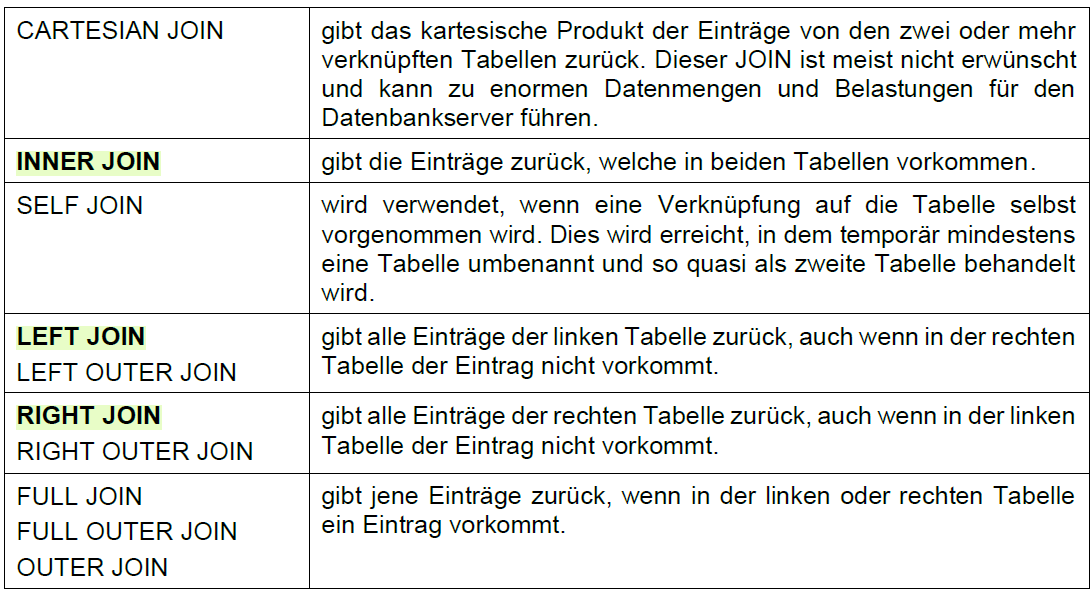 CARTESIAN JOIN
gibt das kartesische Produkt der Einträge von den zwei oder mehr
verknüpften Tabellen zurück. Dieser JOIN ist meist nicht erwünscht
und kann zu enormen Datenmengen und Belastungen für den
Datenbankserver führen.
INNER JOIN
gibt die Einträge zurück, welche in beiden Tabellen vorkommen.
SELF JOIN
wird verwendet, wenn eine Verknüpfung auf die Tabelle selbst
vorgenommen wird. Dies wird erreicht, in dem temporär mindestens
eine Tabelle umbenannt und so quasi als zweite Tabelle behandelt
wird.
LEFT JOIN
LEFT OUTER JOIN
gibt alle Einträge der linken Tabelle zurück, auch wenn in der rechten
Tabelle der Eintrag nicht vorkommt.
RIGHT JOIN
RIGHT OUTER JOIN
gibt alle Einträge der rechten Tabelle zurück, auch wenn in der linken
Tabelle der Eintrag nicht vorkommt.
FULL JOIN
FULL OUTER JOIN
OUTER JOIN
gibt jene Einträge zurück, wenn in der linken oder rechten Tabelle
ein Eintrag vorkommt.